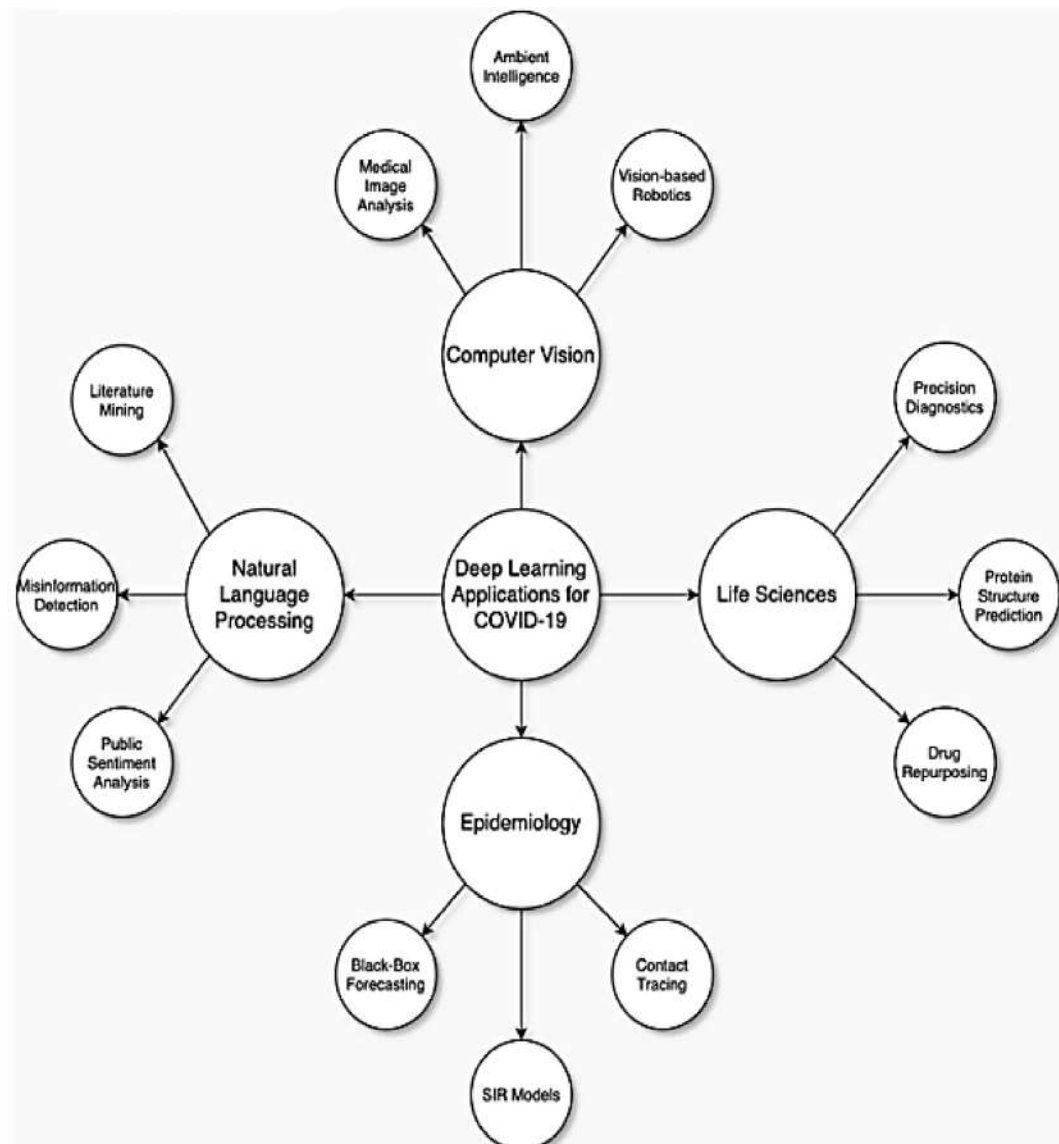 Ambient
Intelligence
Medical
Image
Analysis
Vision-based
Robotics
Computer Vision
Literature
Mining
Precision
Diagnostics
Misinformation
Detection
Natural
Language
Processing
Deep Learning
Applications for
COVID-19
Life Sciences
Protein
Structure
Prediction
Public
Sentiment
Analysis
Drug
Repurposing
Epidemiology
Black-Box
Forecasting
Contact
Tracing
SIR Models